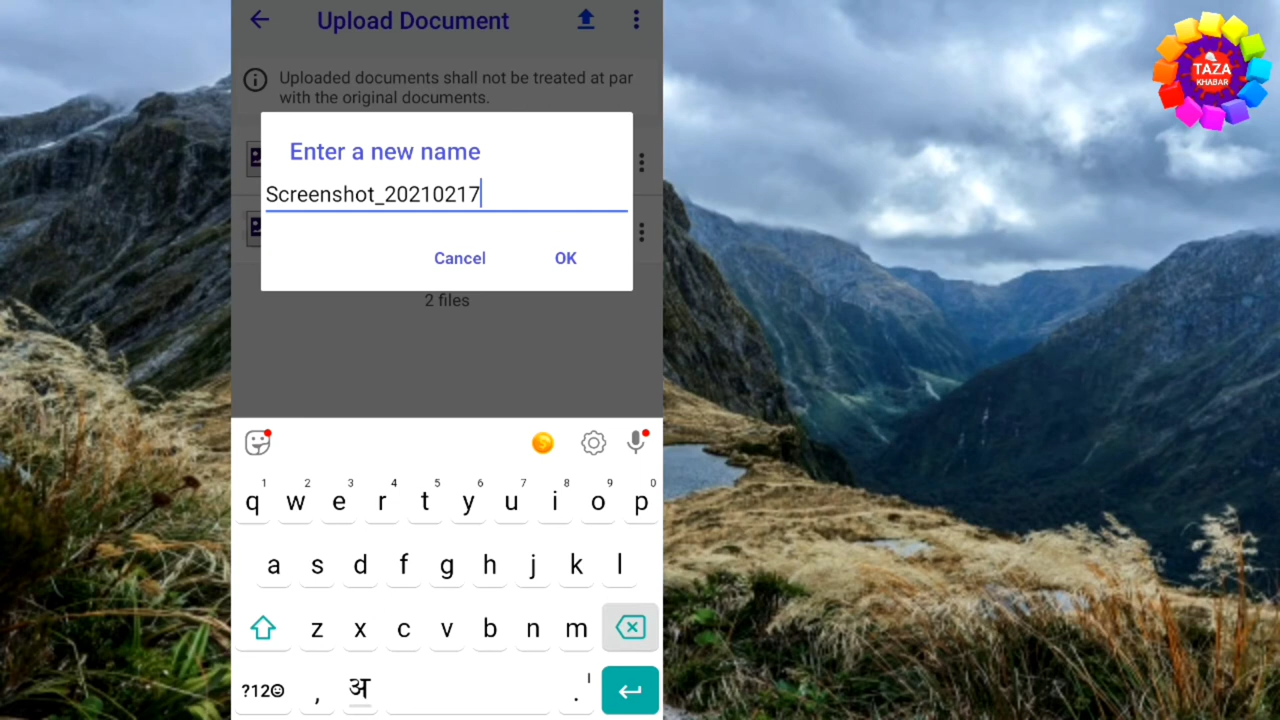 Upload Document
Uploaded documents shall not be treated at par
with the original documents.
Enter a new name
Screenshot_20210217
Cancel
OK
2 files
1 2 3 4 5 6 7 8 9 0
q w e r t y u i o p
a s d f g h j k l
z x c v b n m
?12☺ , अ . '
TAZA
KHABAR